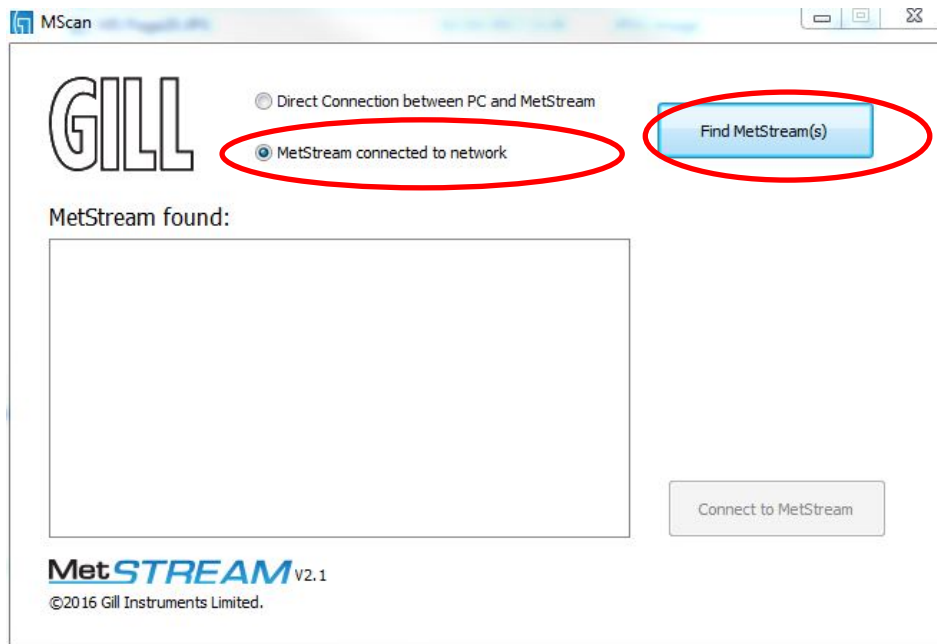 MScan
GILL
Direct Connection between PC and MetStream
Find MetStream(s)
MetStream connected to network
MetStream found:
Connect to MetStream
MetSTREAM V2.1
©2016 Gill Instruments Limited.